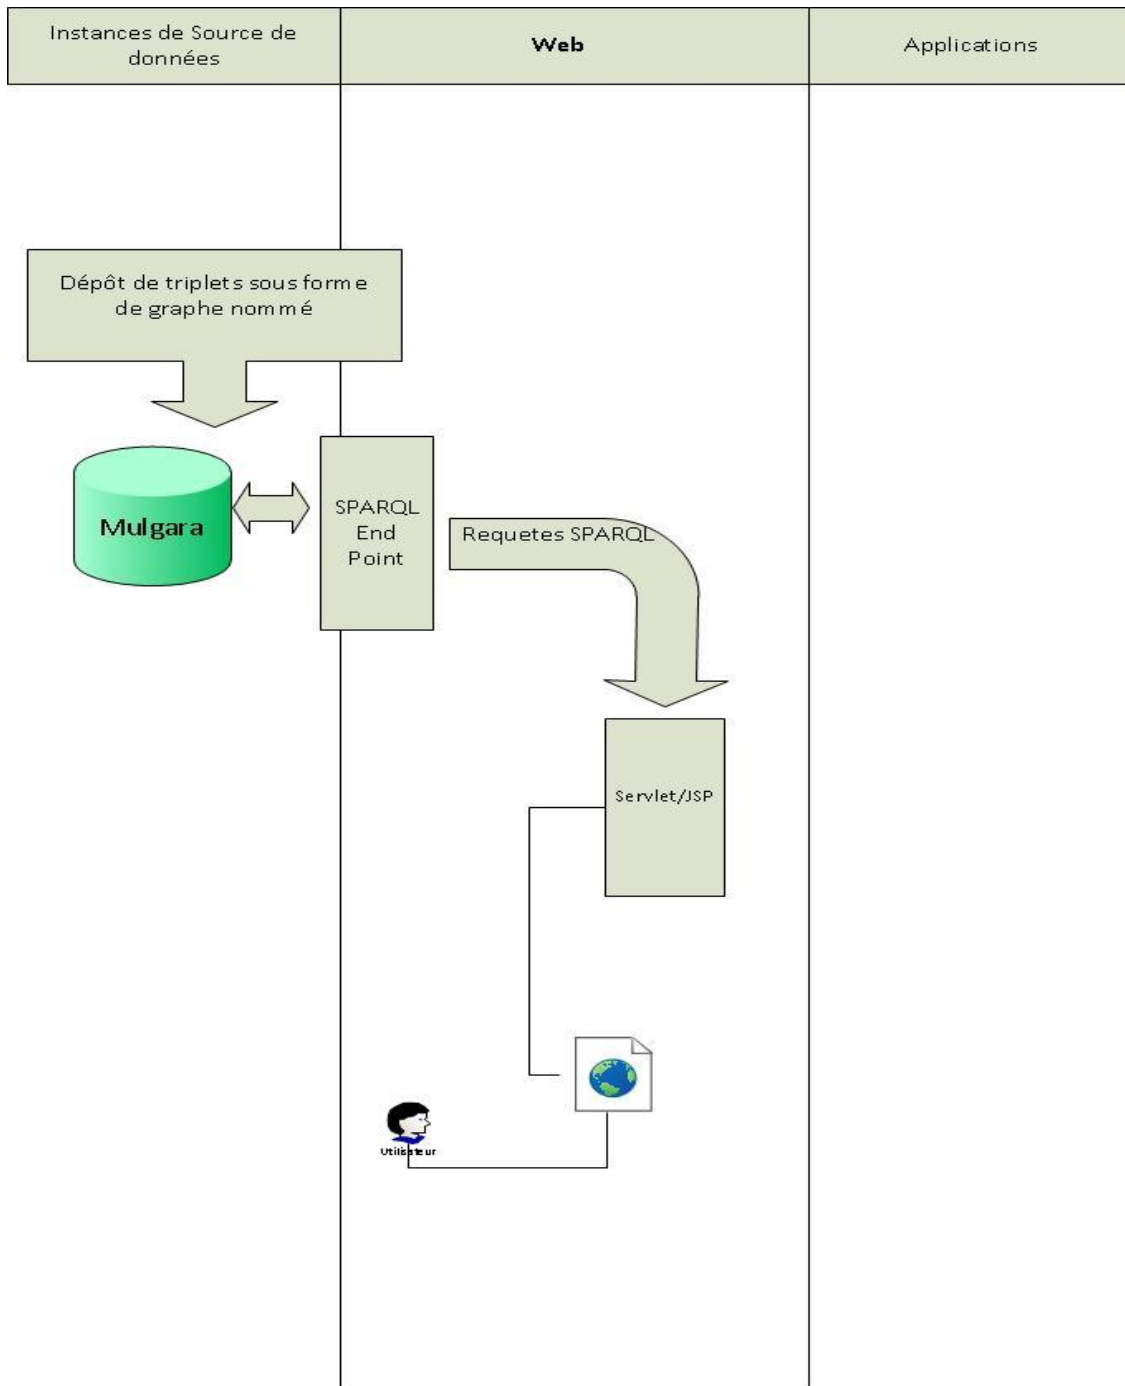 Instances de Source de
données
Web
Applications
Dépôt de triplets sous forme
de graphe nommé
Mulgara
SPARQL
End
Point
Requetes SPARQL
Servlet/JSP
Utilisateur